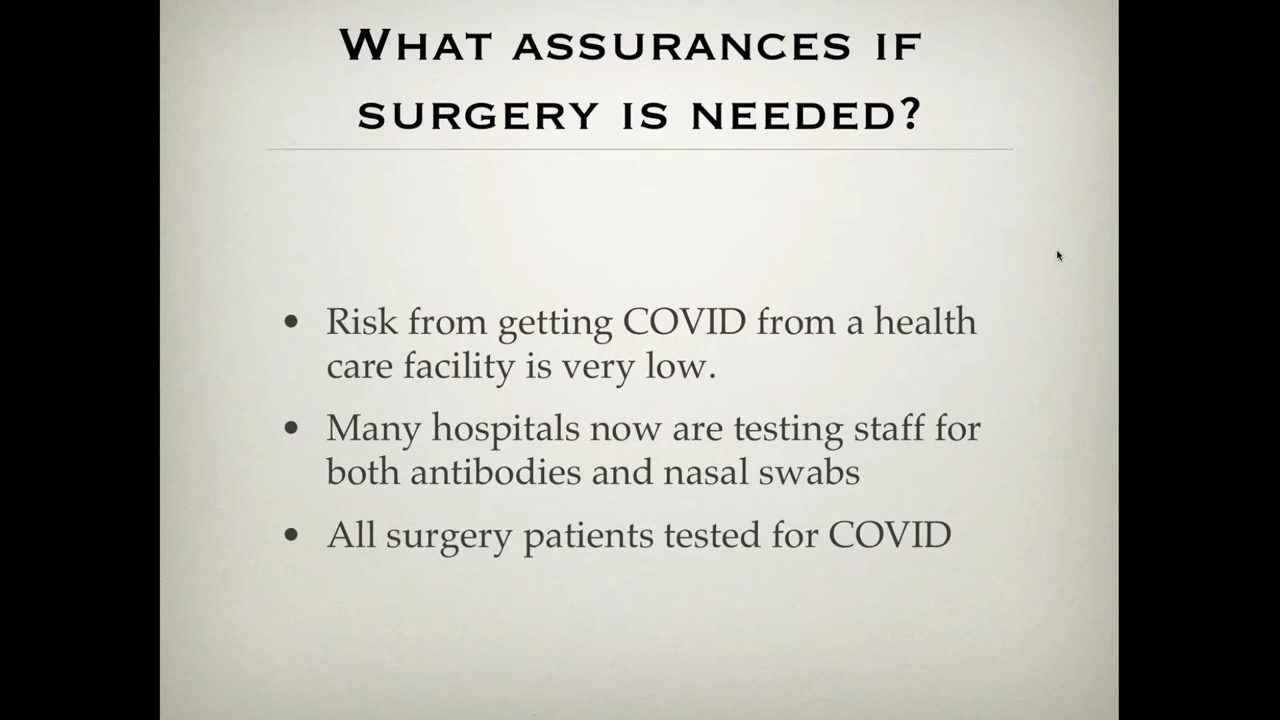 What assurances if
surgery is needed?
• Risk from getting COVID from a health
care facility is very low.
• Many hospitals now are testing staff for
both antibodies and nasal swabs
• All surgery patients tested for COVID